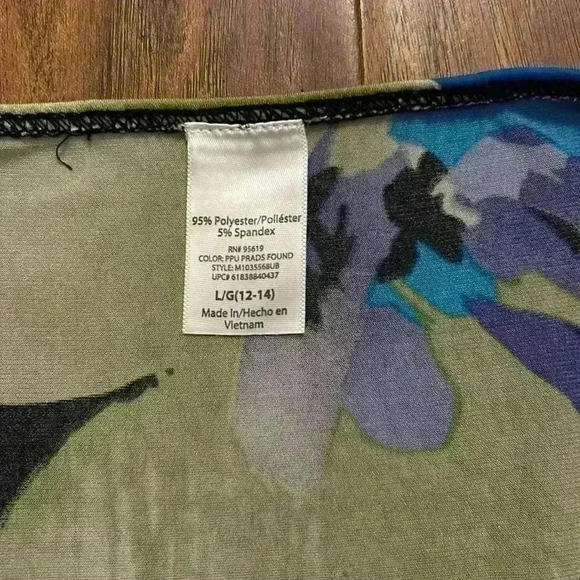 95% Polyester/Poliéster
5% Spandex
RN# 95619
COLOR: PPU PRADS FOUND
STYLE: M1035568UB
UPC# 61838840437
L/G(12-14)
Made In/Hecho en
Vietnam